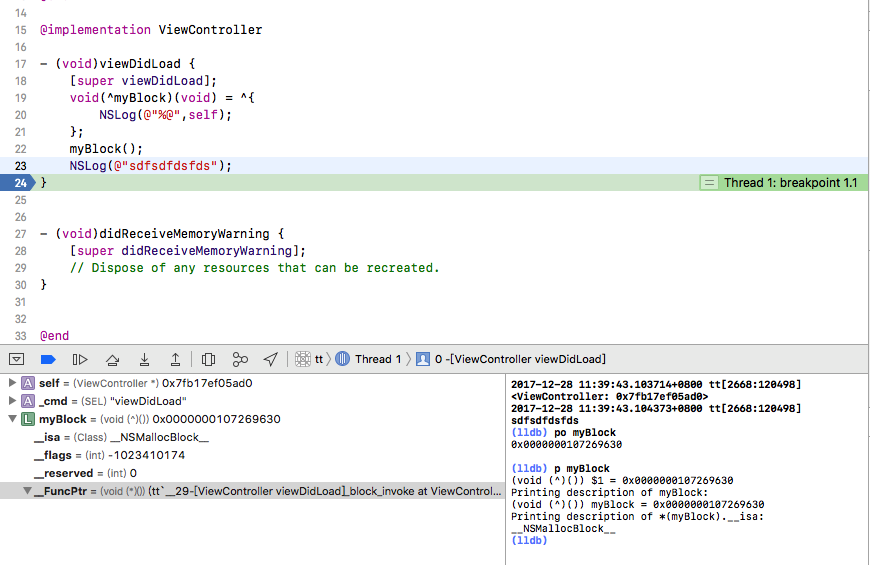 14
15 @implementation ViewController
16
17 - (void)viewDidLoad {
18 [super viewDidLoad];
19 void(^myBlock)(void) = ^{
20 NSLog(@"%@",self);
21 };
22 myBlock();
23 NSLog(@"sdfsdfdsfds");
24 } Thread 1: breakpoint 1.1
25
26
27 - (void)didReceiveMemoryWarning {
28 [super didReceiveMemoryWarning];
29 // Dispose of any resources that can be recreated.
30 }
31
32
33 @end
tt Thread 1 0 -[ViewController viewDidLoad]
A self = (ViewController *) 0x7fb17ef05ad0
A _cmd = (SEL) "viewDidLoad"
L myBlock = (void (^)()) 0x0000000107269630
__isa = (Class) __NSMallocBlock__
__flags = (int) -1023410174
__reserved = (int) 0
__FuncPtr = (void (*)()) (tt`__29-[ViewController viewDidLoad]_block_invoke at ViewControl...
2017-12-28 11:39:43.103714+0800 tt[2668:120498]
<ViewController: 0x7fb17ef05ad0>
2017-12-28 11:39:43.104373+0800 tt[2668:120498]
sdfsdfdsfds
(lldb) po myBlock
0x0000000107269630
(lldb) p myBlock
(void (^)()) $1 = 0x0000000107269630
Printing description of myBlock:
(void (^)()) myBlock = 0x0000000107269630
Printing description of *(myBlock).__isa:
__NSMallocBlock__
(lldb)